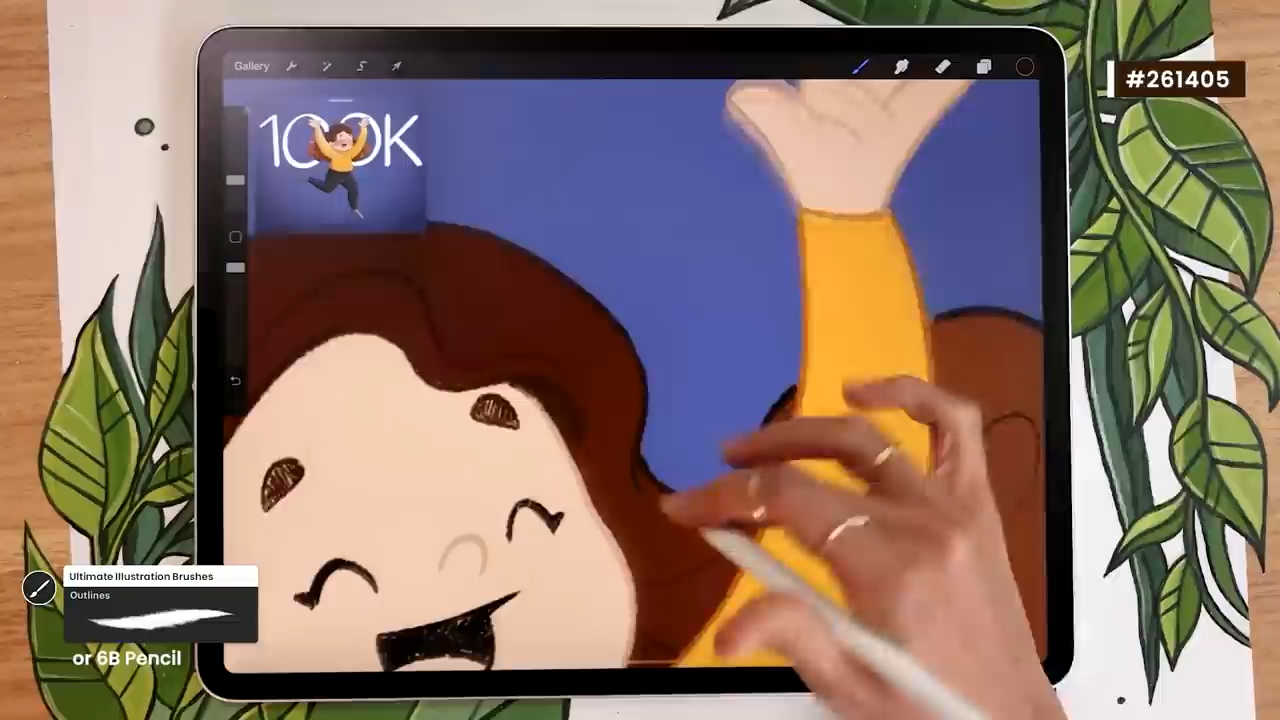 Gallery
#261405
100K
Ultimate Illustration Brushes
Outlines
or 6B Pencil